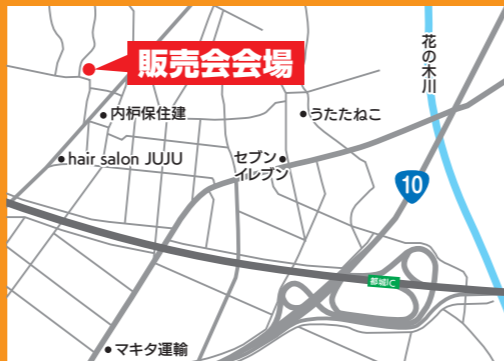 販売会会場
花の木川
内枦保住建
うたたねこ
hair salon JUJU
セブン
イレブン
10
都城IC
マキタ運輸